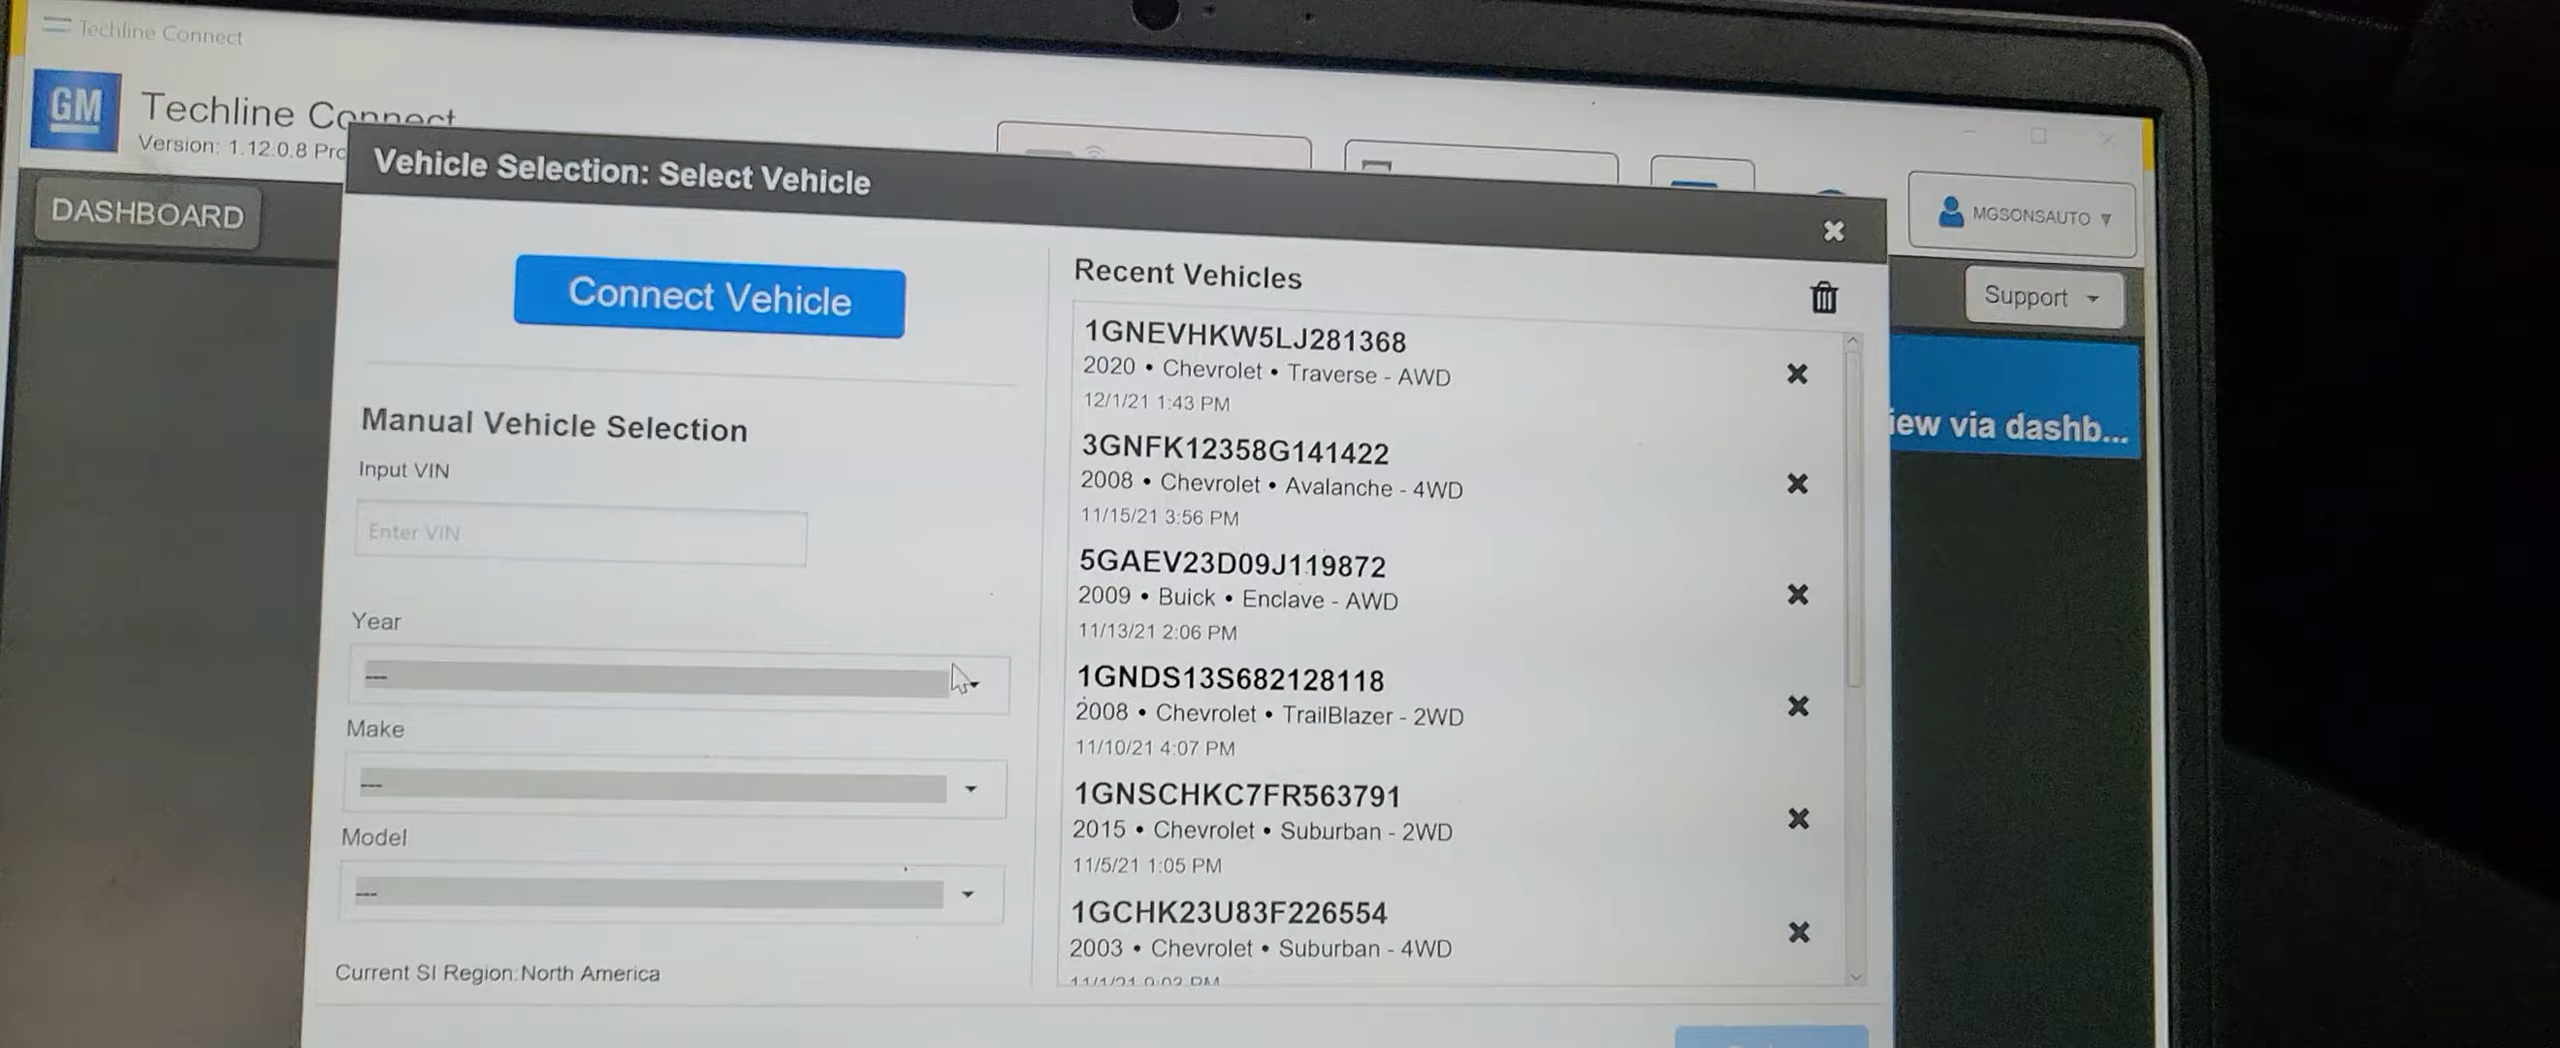 Techline Connect
GM
Techline Connect
Version: 1.12.0.8
DASHBOARD
MGSONSAUTO
Support
Vehicle Selection: Select Vehicle
Connect Vehicle
Manual Vehicle Selection
Input VIN
Enter VIN
Year
---
Make
---
Model
---
Current SI Region:North America
Recent Vehicles
1GNEVHKW5LJ281368
2020 • Chevrolet • Traverse - AWD
12/1/21 1:43 PM
3GNFK12358G141422
2008 • Chevrolet • Avalanche - 4WD
11/15/21 3:56 PM
5GAEV23D09J119872
2009 • Buick • Enclave - AWD
11/13/21 2:06 PM
1GNDS13S682128118
2008 • Chevrolet • TrailBlazer - 2WD
11/10/21 4:07 PM
1GNSCHKC7FR563791
2015 • Chevrolet • Suburban - 2WD
11/5/21 1:05 PM
1GCHK23U83F226554
2003 • Chevrolet • Suburban - 4WD
via dashb...